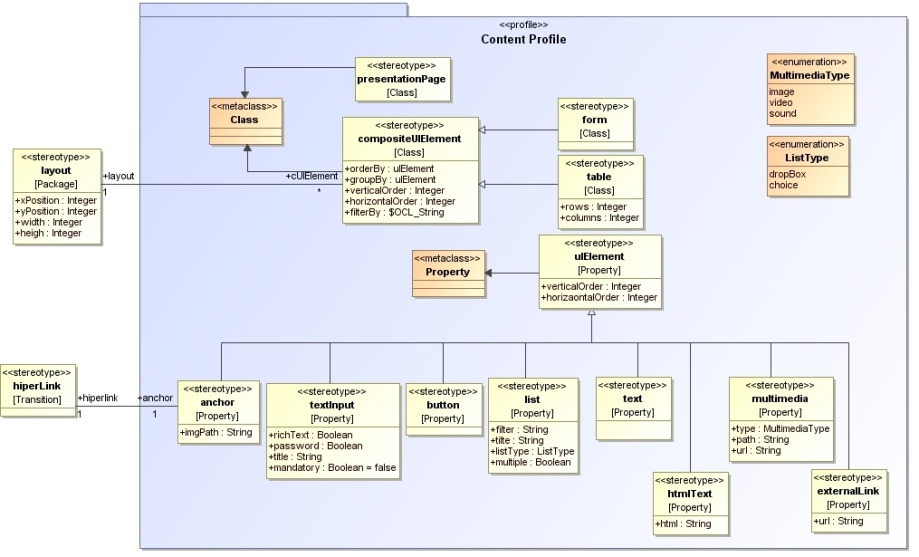 <<profile>>
Content Profile
<<stereotype>>
presentationPage
[Class]
<<metaclass>>
Class
<<enumeration>>
MultimediaType
image
video
sound
<<stereotype>>
form
[Class]
<<stereotype>>
compositeUIElement
[Class]
+orderBy : uIElement
+groupBy : uIElement
+verticalOrder : Integer
+horizontalOrder : Integer
+filterBy : $OCL_String
<<enumeration>>
ListType
dropBox
choice
<<stereotype>>
layout
[Package]
+xPosition : Integer
+yPosition : Integer
+width : Integer
+heigh : Integer
+layout
1
+cUIElement
*
<<stereotype>>
table
[Class]
+rows : Integer
+columns : Integer
<<stereotype>>
uIElement
[Property]
+verticalOrder : Integer
+horizaontalOrder : Integer
<<metaclass>>
Property
<<stereotype>>
hiperLink
[Transition]
+hiperlink
1
+anchor
1
<<stereotype>>
anchor
[Property]
+imgPath : String
<<stereotype>>
textInput
[Property]
+richText : Boolean
+password : Boolean
+title : String
+mandatory : Boolean = false
<<stereotype>>
button
[Property]
<<stereotype>>
list
[Property]
+filter : String
+tilte : String
+listType : ListType
+multiple : Boolean
<<stereotype>>
text
[Property]
<<stereotype>>
multimedia
[Property]
+type : MultimediaType
+path : String
+url : String
<<stereotype>>
htmlText
[Property]
+html : String
<<stereotype>>
externalLink
[Property]
+url : String